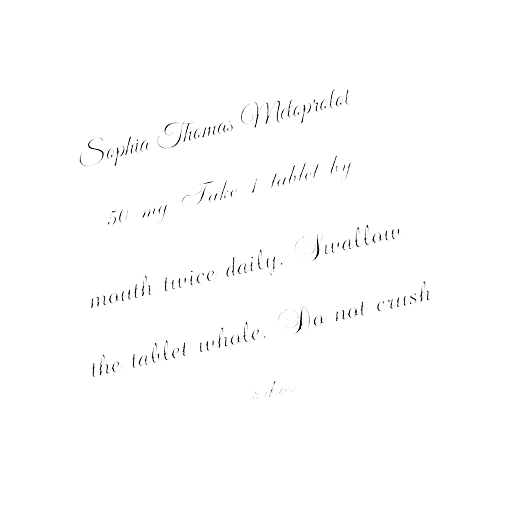 Sophia Thomas Metoprolol
50 mg Take 1 tablet by
mouth twice daily. Swallow
the tablet whole. Do not crush